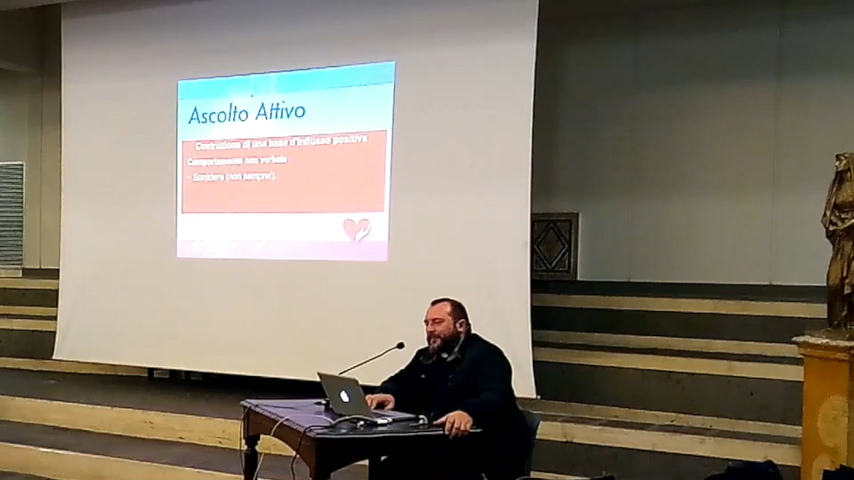 Ascolto Attivo
Costruzione di una base d'influsso positiva
Comportamento non verbale
• Sorridere (non sempre!).